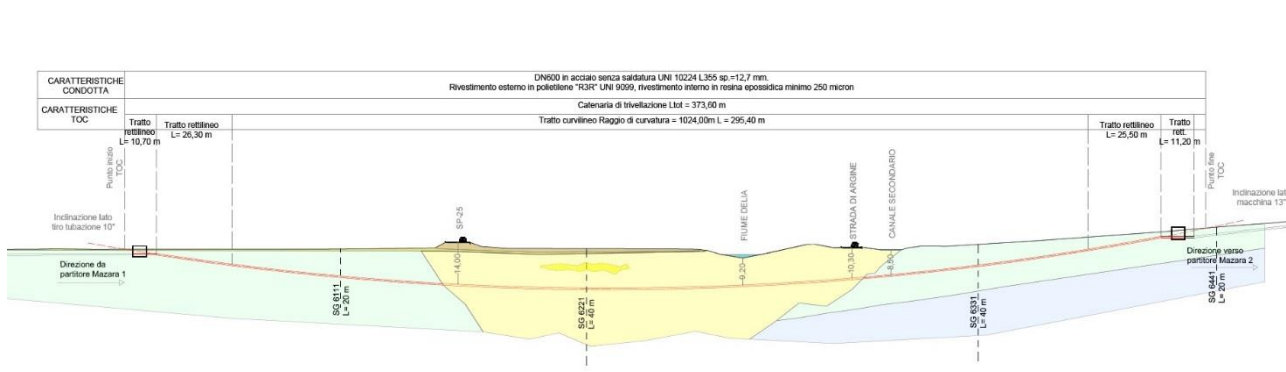 CARATTERISTICHE
CONDOTTA
DN600 in acciaio senza saldatura UNI 10224 L355 sp.=12,7 mm.
Rivestimento esterno in polietilene "R3R" UNI 9099, rivestimento interno in resina epossidica minimo 250 micron
CARATTERISTICHE
TOC
Catenaria di trivellazione Ltot = 373,60 m
Tratto
rettilineo
L= 10,70 m
Tratto rettilineo
L= 26,30 m
Tratto curvilineo Raggio di curvatura = 1024,00m L = 295,40 m
Tratto rettilineo
L= 25,50 m
Tratto
rett.
L= 11,20 m
Punto inizio
TOC
Punto fine
TOC
Inclinazione lato
tiro tubazione 10°
SP-25
FIUME DELIA
STRADA DI ARGINE
CANALE SECONDARIO
Inclinazione lat
macchina 13°
Direzione da
partitore Mazara 1
Direzione verso
partitore Mazara 2
14,00
9,20
10,30
8,50
SG 6111
L= 20 m
SG 6221
L= 40 m
SG 6331
L= 40 m
SG 6441
L= 20 m